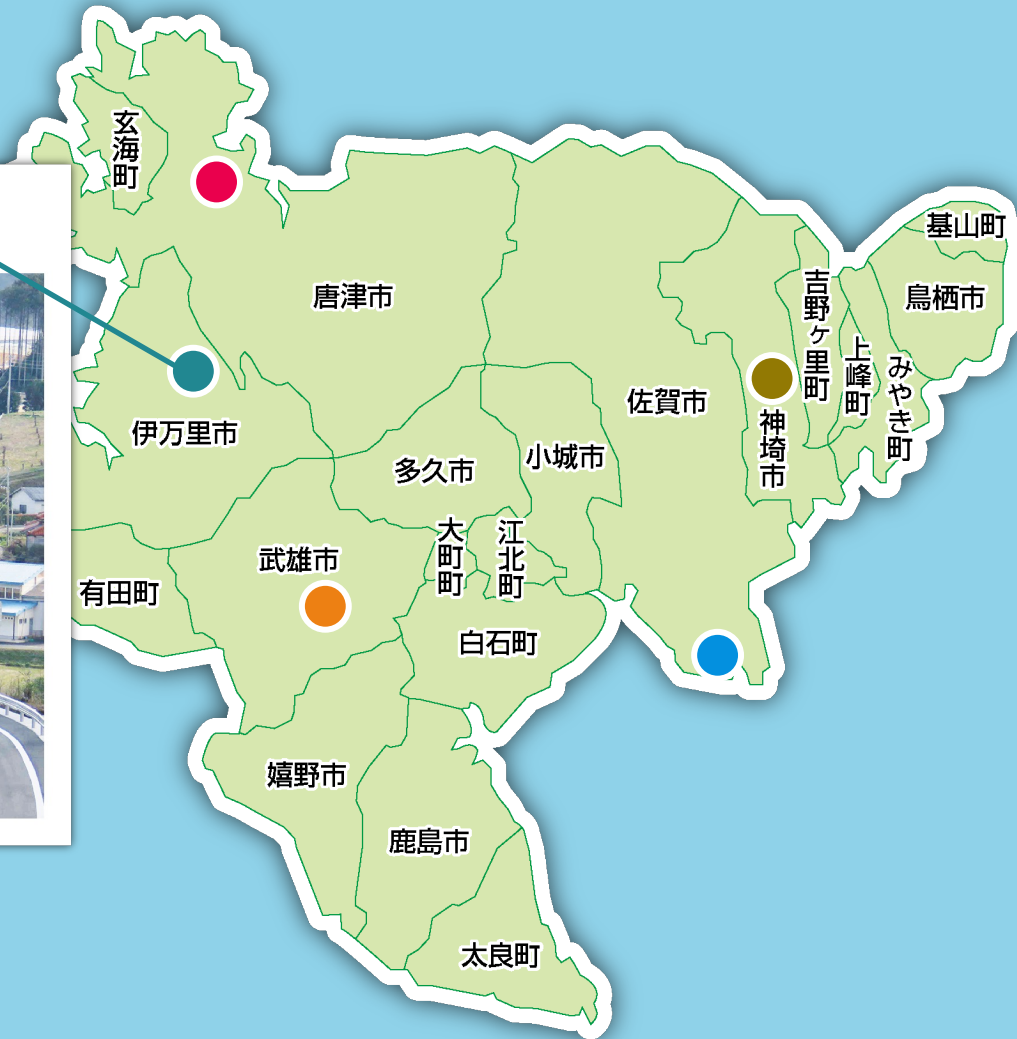 玄海町
基山町
唐津市
吉野ヶ里町
鳥栖市
上峰町
みやき町
佐賀市
神埼市
伊万里市
多久市
小城市
大町町
江北町
武雄市
有田町
白石町
嬉野市
鹿島市
太良町